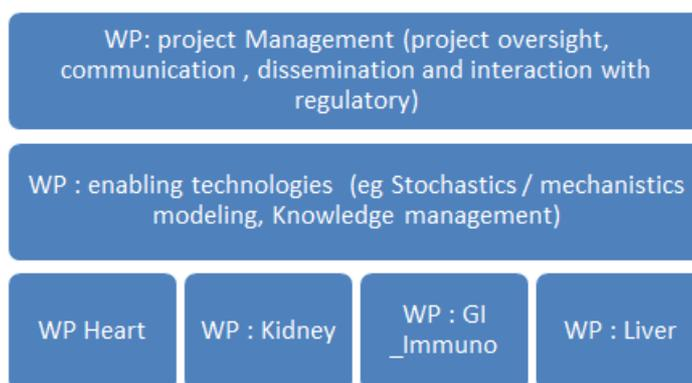 WP: project Management (project oversight,
communication , dissemination and interaction with
regulatory)
WP : enabling technologies  (eg Stochastics / mechanistics
modeling, Knowledge management)
WP Heart
WP : Kidney
WP : GI
_Immuno
WP : Liver